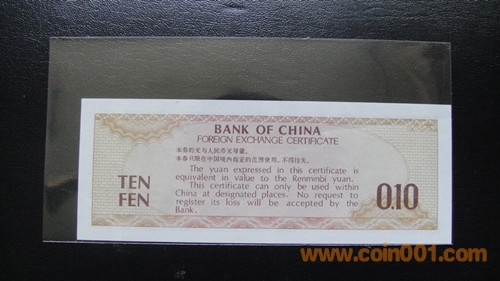 BANK OF CHINA
FOREIGN EXCHANGE CERTIFICATE
本券的元与人民币元等值。
本券只限在中国境内指定的范围使用，不得挂失。
The yuan expressed in this certificate is
equivalent in value to the Renminbi yuan.
This certificate can only be used within
China at designated places. No request to
register its loss will be accepted by the
Bank.
TEN
FEN
0.10
www.coin001.com